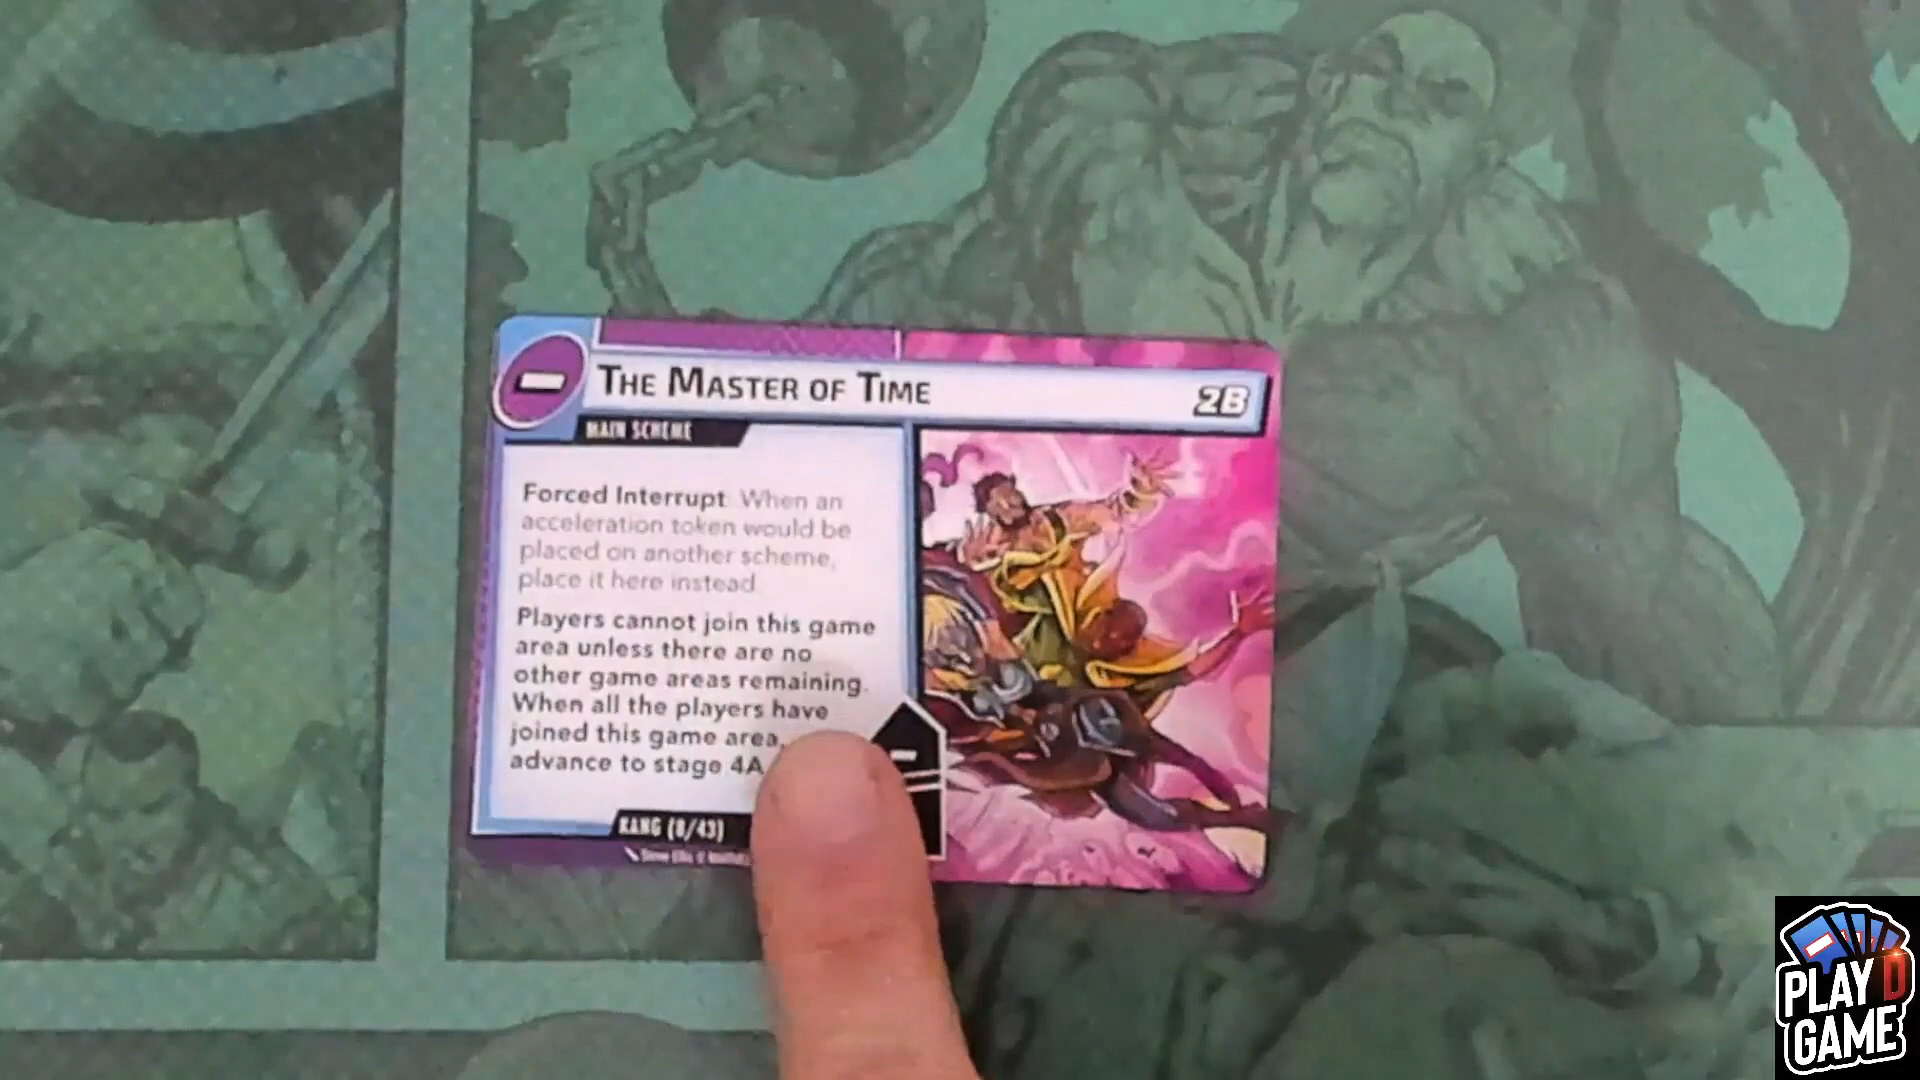 THE MASTER OF TIME
2B
MAIN SCHEME
Forced Interrupt: When an
acceleration token would be
placed on another scheme,
place it here instead.
Players cannot join this game
area unless there are no
other game areas remaining.
When all the players have
joined this game area,
advance to stage 4A
KANG (8/43)
PLAY D
GAME